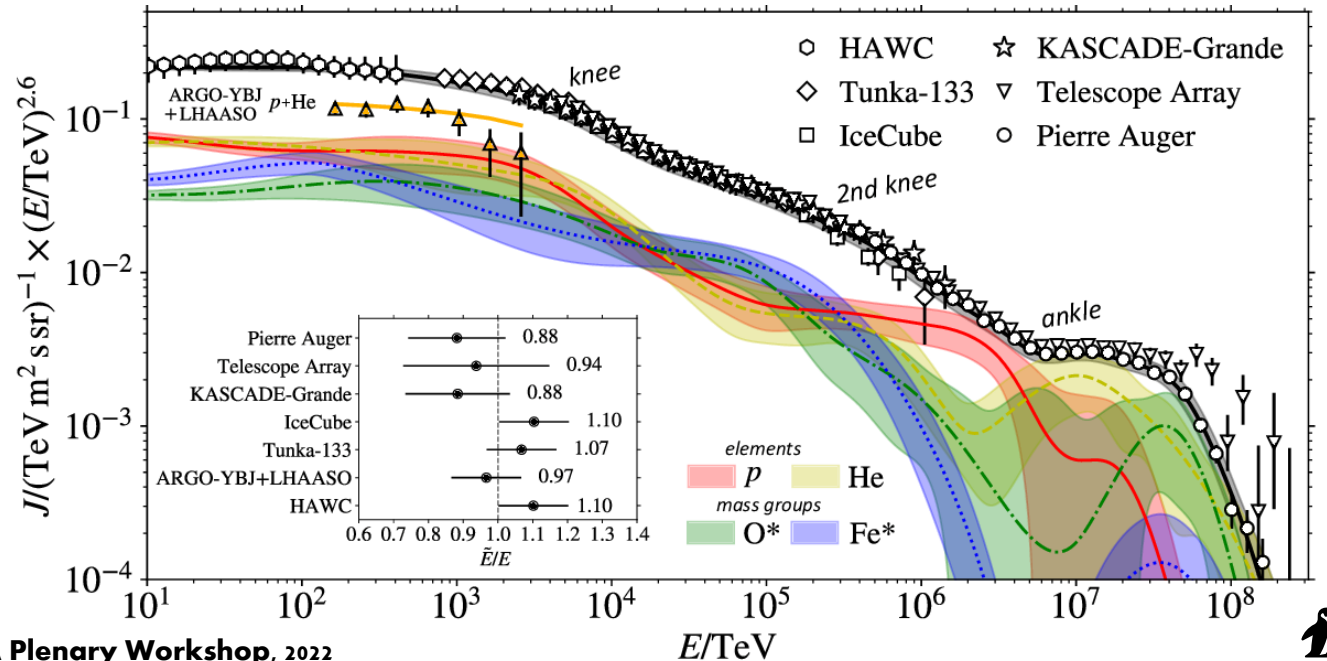 HAWC
Tunka-133
IceCube
KASCADE-Grande
Telescope Array
Pierre Auger
knee
2nd knee
ankle
ARGO-YBJ
+LHAASO
p+He
J/(TeV m² s sr)⁻¹ × (E/TeV)²·⁶
10⁻¹
10⁻²
10⁻³
10⁻⁴
Pierre Auger 0.88
Telescope Array 0.94
KASCADE-Grande 0.88
IceCube 1.10
Tunka-133 1.07
ARGO-YBJ+LHAASO 0.97
HAWC 1.10
0.6 0.7 0.8 0.9 1.0 1.1 1.2 1.3 1.4
Ẽ/E
elements
p He
mass groups
O* Fe*
10¹ 10² 10³ 10⁴ 10⁵ 10⁶ 10⁷ 10⁸
E/TeV
Plenary Workshop, 2022